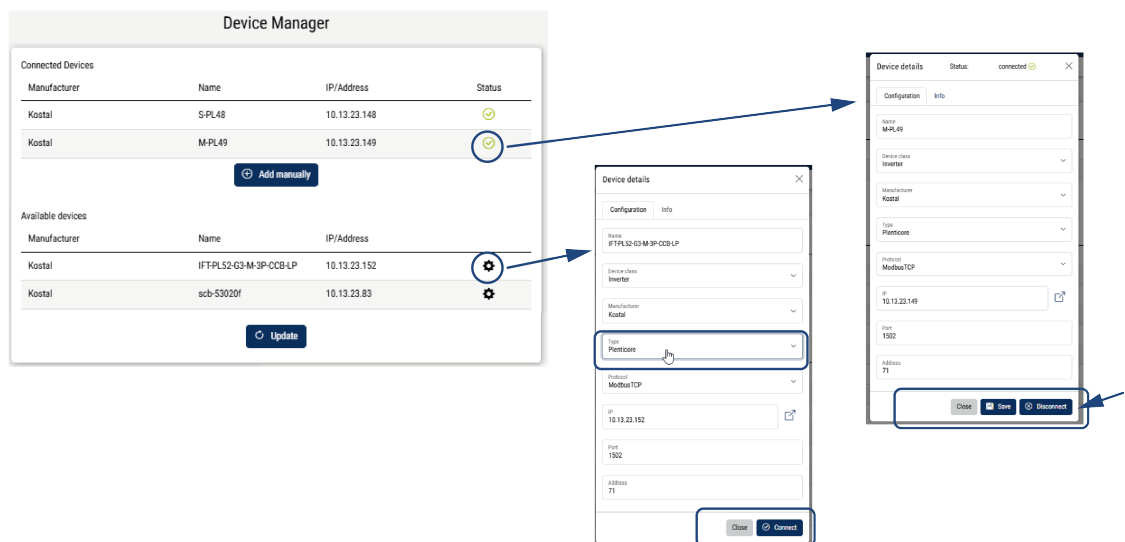 Device Manager
Connected Devices
Manufacturer Name IP/Address Status
Kostal S-PL48 10.13.23.148
Kostal M-PL49 10.13.23.149
Add manually
Available devices
Manufacturer Name IP/Address
Kostal IFT-PL52-G3-M-3P-CCB-LP 10.13.23.152
Kostal scb-53020f 10.13.23.83
Update
Device details
Configuration Info
Name
IFT-PL52-G3-M-3P-CCB-LP
Device class
Inverter
Manufacturer
Kostal
Type
Plenticore
Protocol
ModbusTCP
IP
10.13.23.152
Port
1502
Address
71
Close Connect
Device details Status: connected
Configuration Info
Name
M-PL49
Device class
Inverter
Manufacturer
Kostal
Type
Plenticore
Protocol
ModbusTCP
IP
10.13.23.149
Port
1502
Address
71
Close Save Disconnect